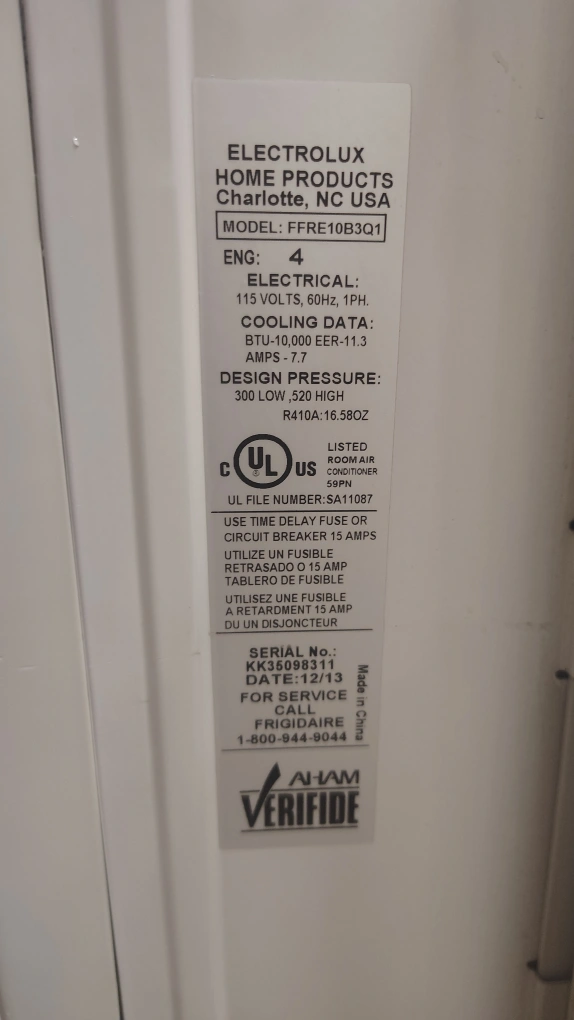 ELECTROLUX
HOME PRODUCTS
Charlotte, NC USA
MODEL: FFRE10B3Q1
ENG: 4
ELECTRICAL:
115 VOLTS, 60Hz, 1PH.
COOLING DATA:
BTU-10,000 EER-11.3
AMPS - 7.7
DESIGN PRESSURE:
300 LOW ,520 HIGH
R410A:16.58OZ
C UL ® US
LISTED
ROOM AIR
CONDITIONER
59PN
UL FILE NUMBER:SA11087
USE TIME DELAY FUSE OR
CIRCUIT BREAKER 15 AMPS
UTILIZE UN FUSIBLE
RETRASADO O 15 AMP
TABLERO DE FUSIBLE
UTILISEZ UNE FUSIBLE
A RETARDMENT 15 AMP
DU UN DISJONCTEUR
SERIAL No.:
KK35098311
DATE:12/13
FOR SERVICE
CALL
FRIGIDAIRE
1-800-944-9044
Made in China
AHAM
VERIFIDE